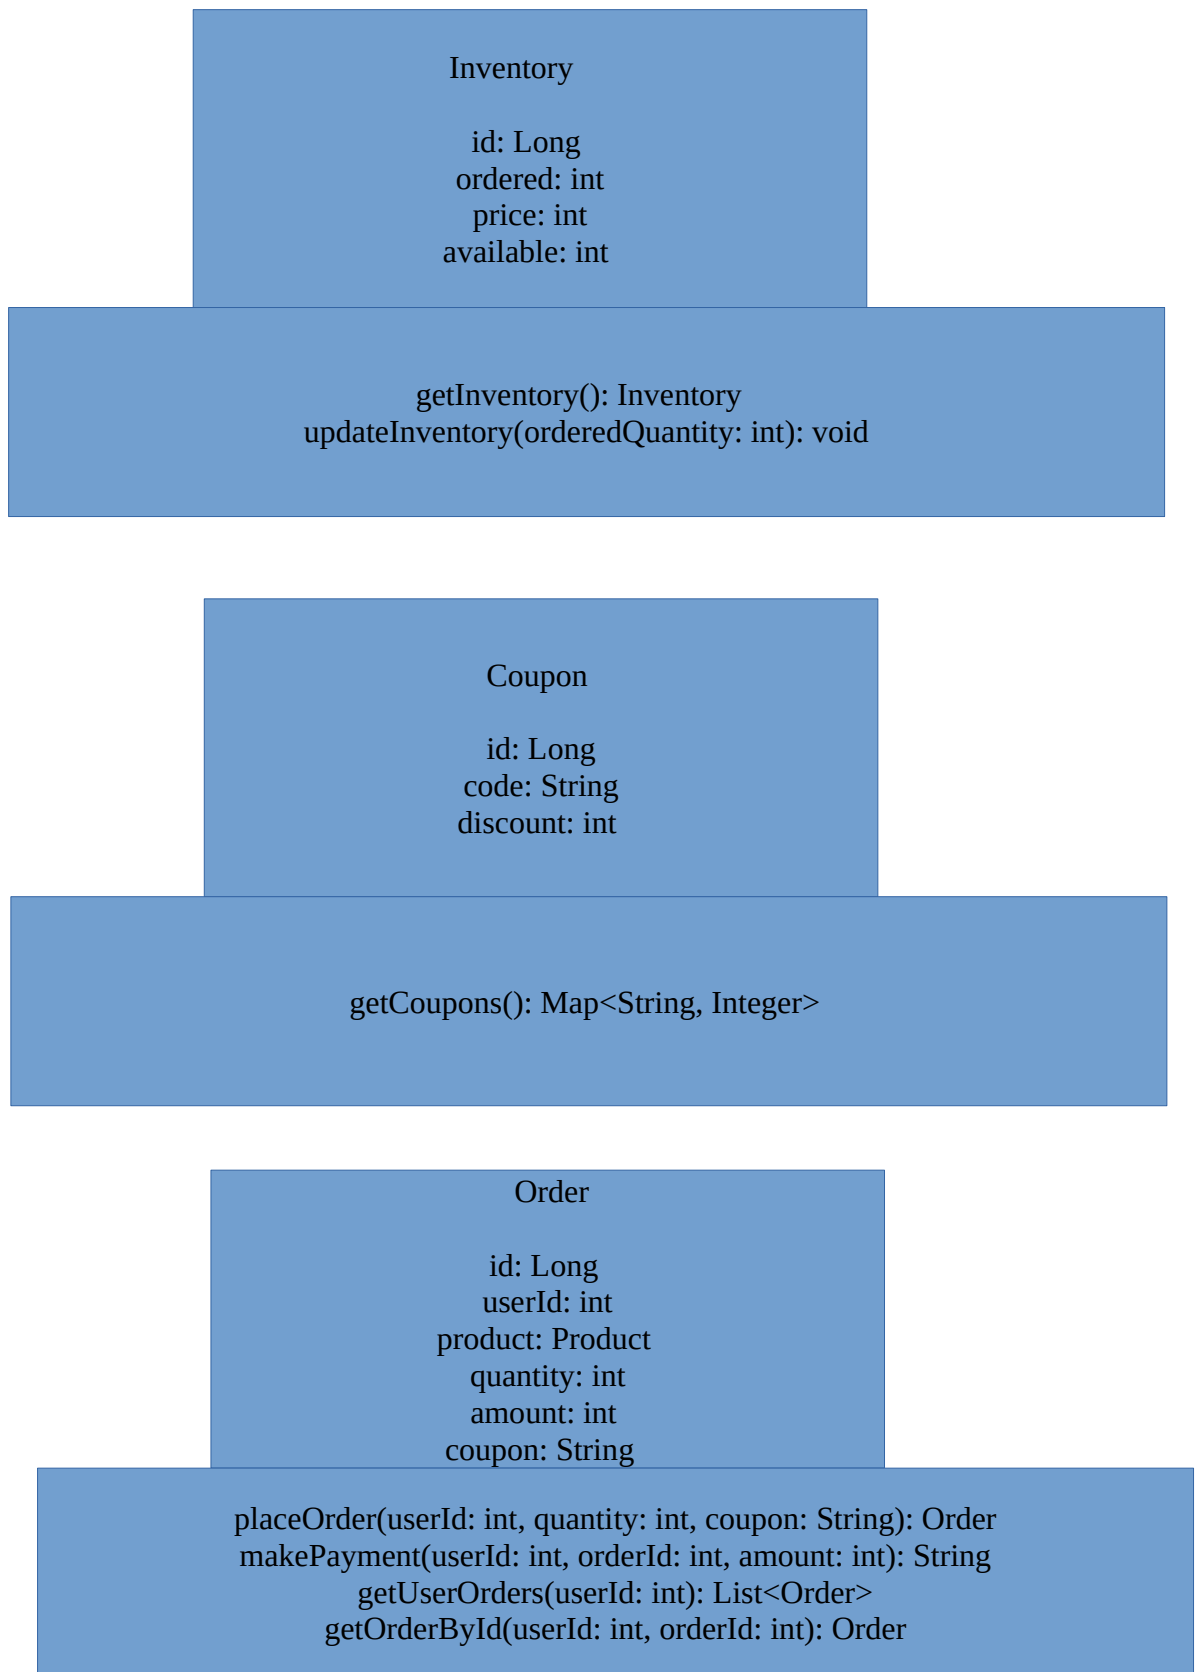 Inventory
id: Long
ordered: int
price: int
available: int
getInventory(): Inventory
updateInventory(orderedQuantity: int): void
Coupon
id: Long
code: String
discount: int
getCoupons(): Map<String, Integer>
Order
id: Long
userId: int
product: Product
quantity: int
amount: int
coupon: String
placeOrder(userId: int, quantity: int, coupon: String): Order
makePayment(userId: int, orderId: int, amount: int): String
getUserOrders(userId: int): List<Order>
getOrderById(userId: int, orderId: int): Order